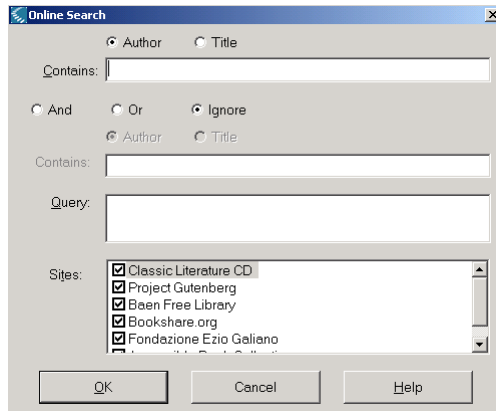 Online Search
Author Title
Contains:
And Or Ignore
Author Title
Contains:
Query:
Sites:
Classic Literature CD
Project Gutenberg
Baen Free Library
Bookshare.org
Fondazione Ezio Galiano
OK Cancel Help